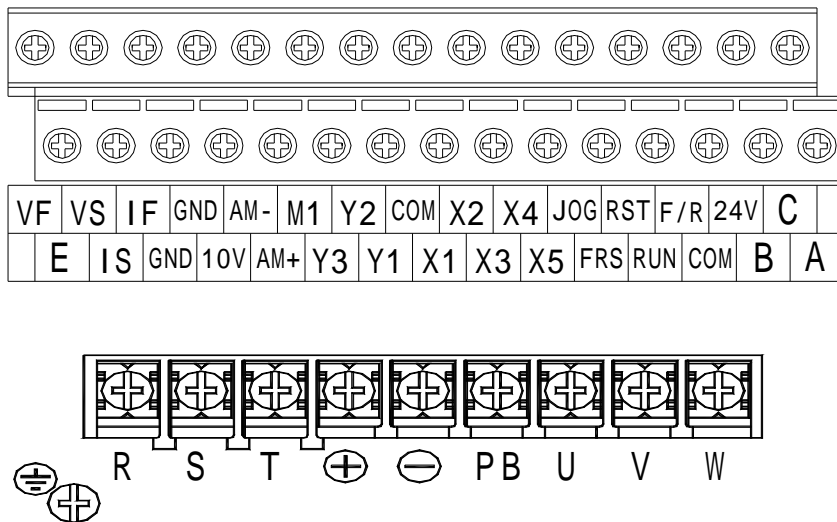 VF VS IF GND AM- M1 Y2 COM X2 X4 JOG RST F/R 24V C
E IS GND 10V AM+ Y3 Y1 X1 X3 X5 FRS RUN COM B A
R S T + - PB U V W